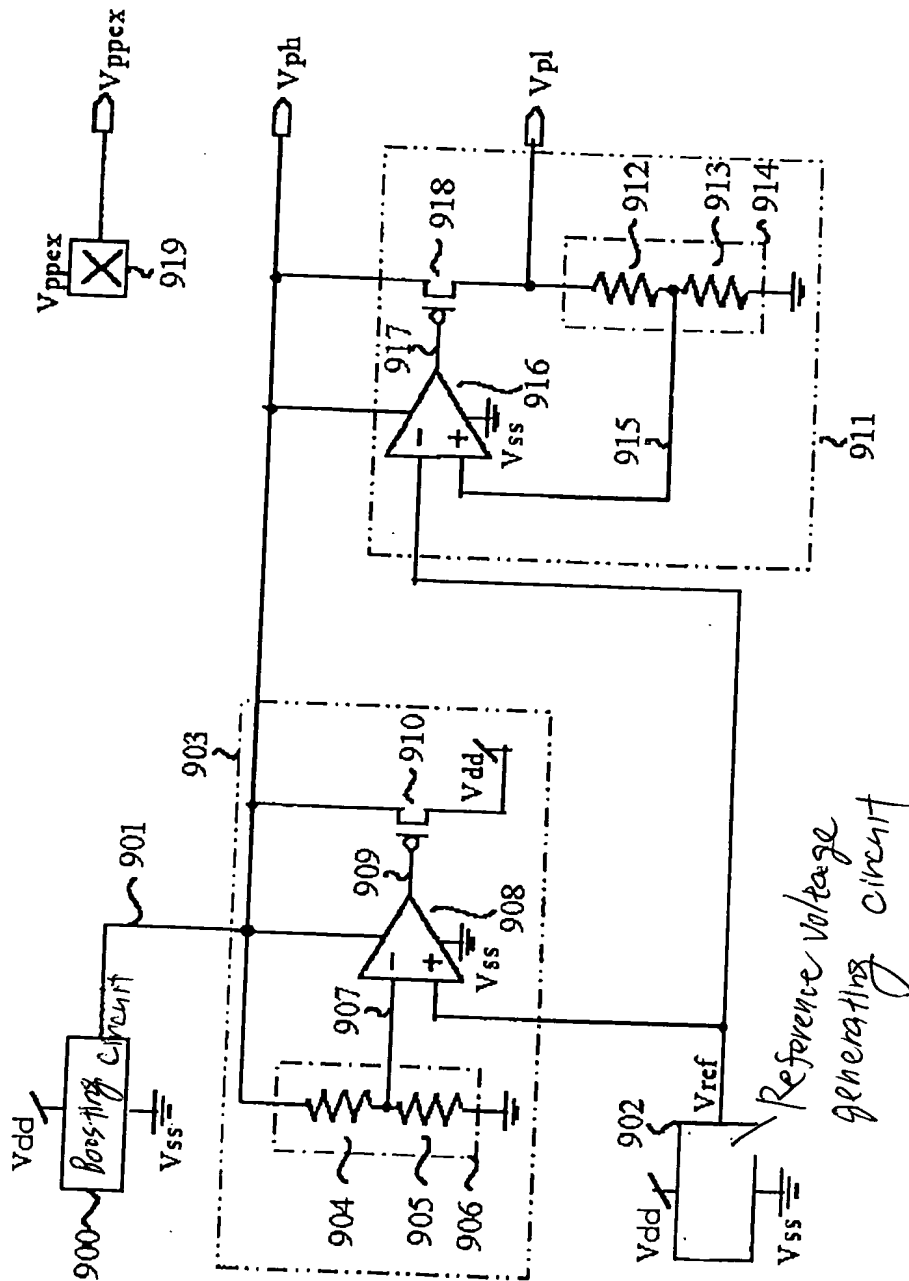 Vppex
Vppex
919
Vph
Vpl
Vdd
Boosting circuit
Vss
900
901
903
904
905
906
907
-
+
Vss
908
909
910
Vdd
911
912
913
914
915
-
+
Vss
916
917
918
902
Vdd
Vref
Vss
Reference voltage
generating circuit